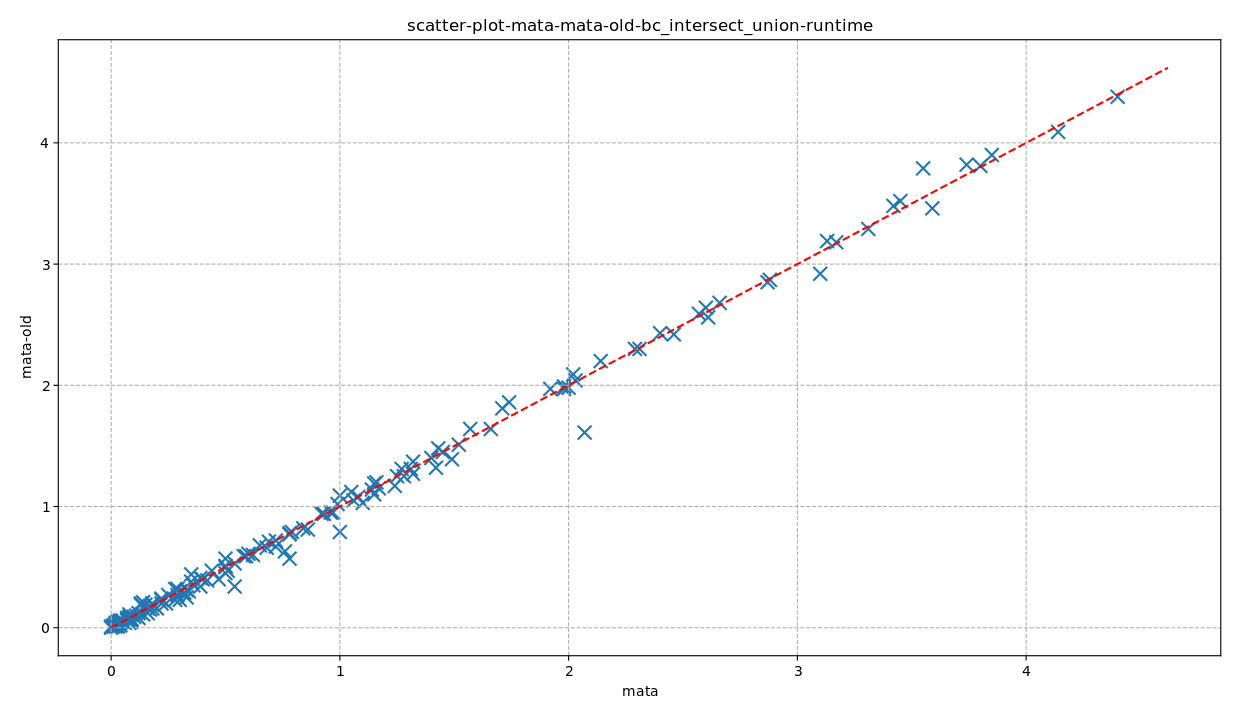 scatter-plot-mata-mata-old-bc_intersect_union-runtime
mata-old
4
3
2
1
0
0 1 2 3 4
mata